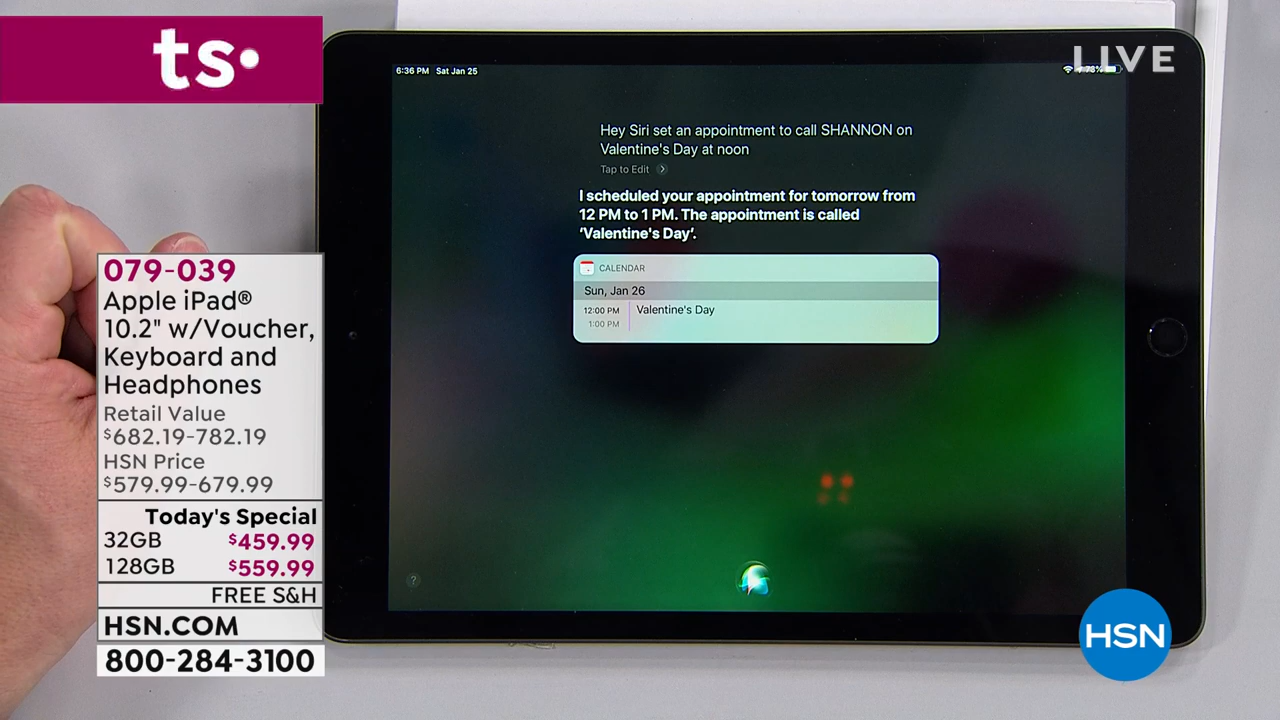 ts.
LIVE
6:36 PM Sat Jan 25
73%
Hey Siri set an appointment to call SHANNON on
Valentine's Day at noon
Tap to Edit
I scheduled your appointment for tomorrow from
12 PM to 1 PM. The appointment is called
‘Valentine's Day’.
CALENDAR
Sun, Jan 26
12:00 PM Valentine's Day
1:00 PM
?
079-039
Apple iPad®
10.2" w/Voucher,
Keyboard and
Headphones
Retail Value
$682.19-782.19
HSN Price
$579.99-679.99
Today's Special
32GB $459.99
128GB $559.99
FREE S&H
HSN.COM
800-284-3100
HSN